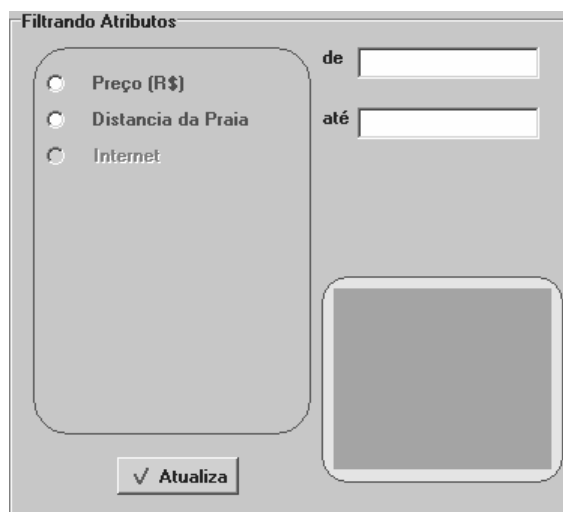 Filtrando Atributos
de
Preço (R$)
Distancia da Praia
até
Internet
Atualiza